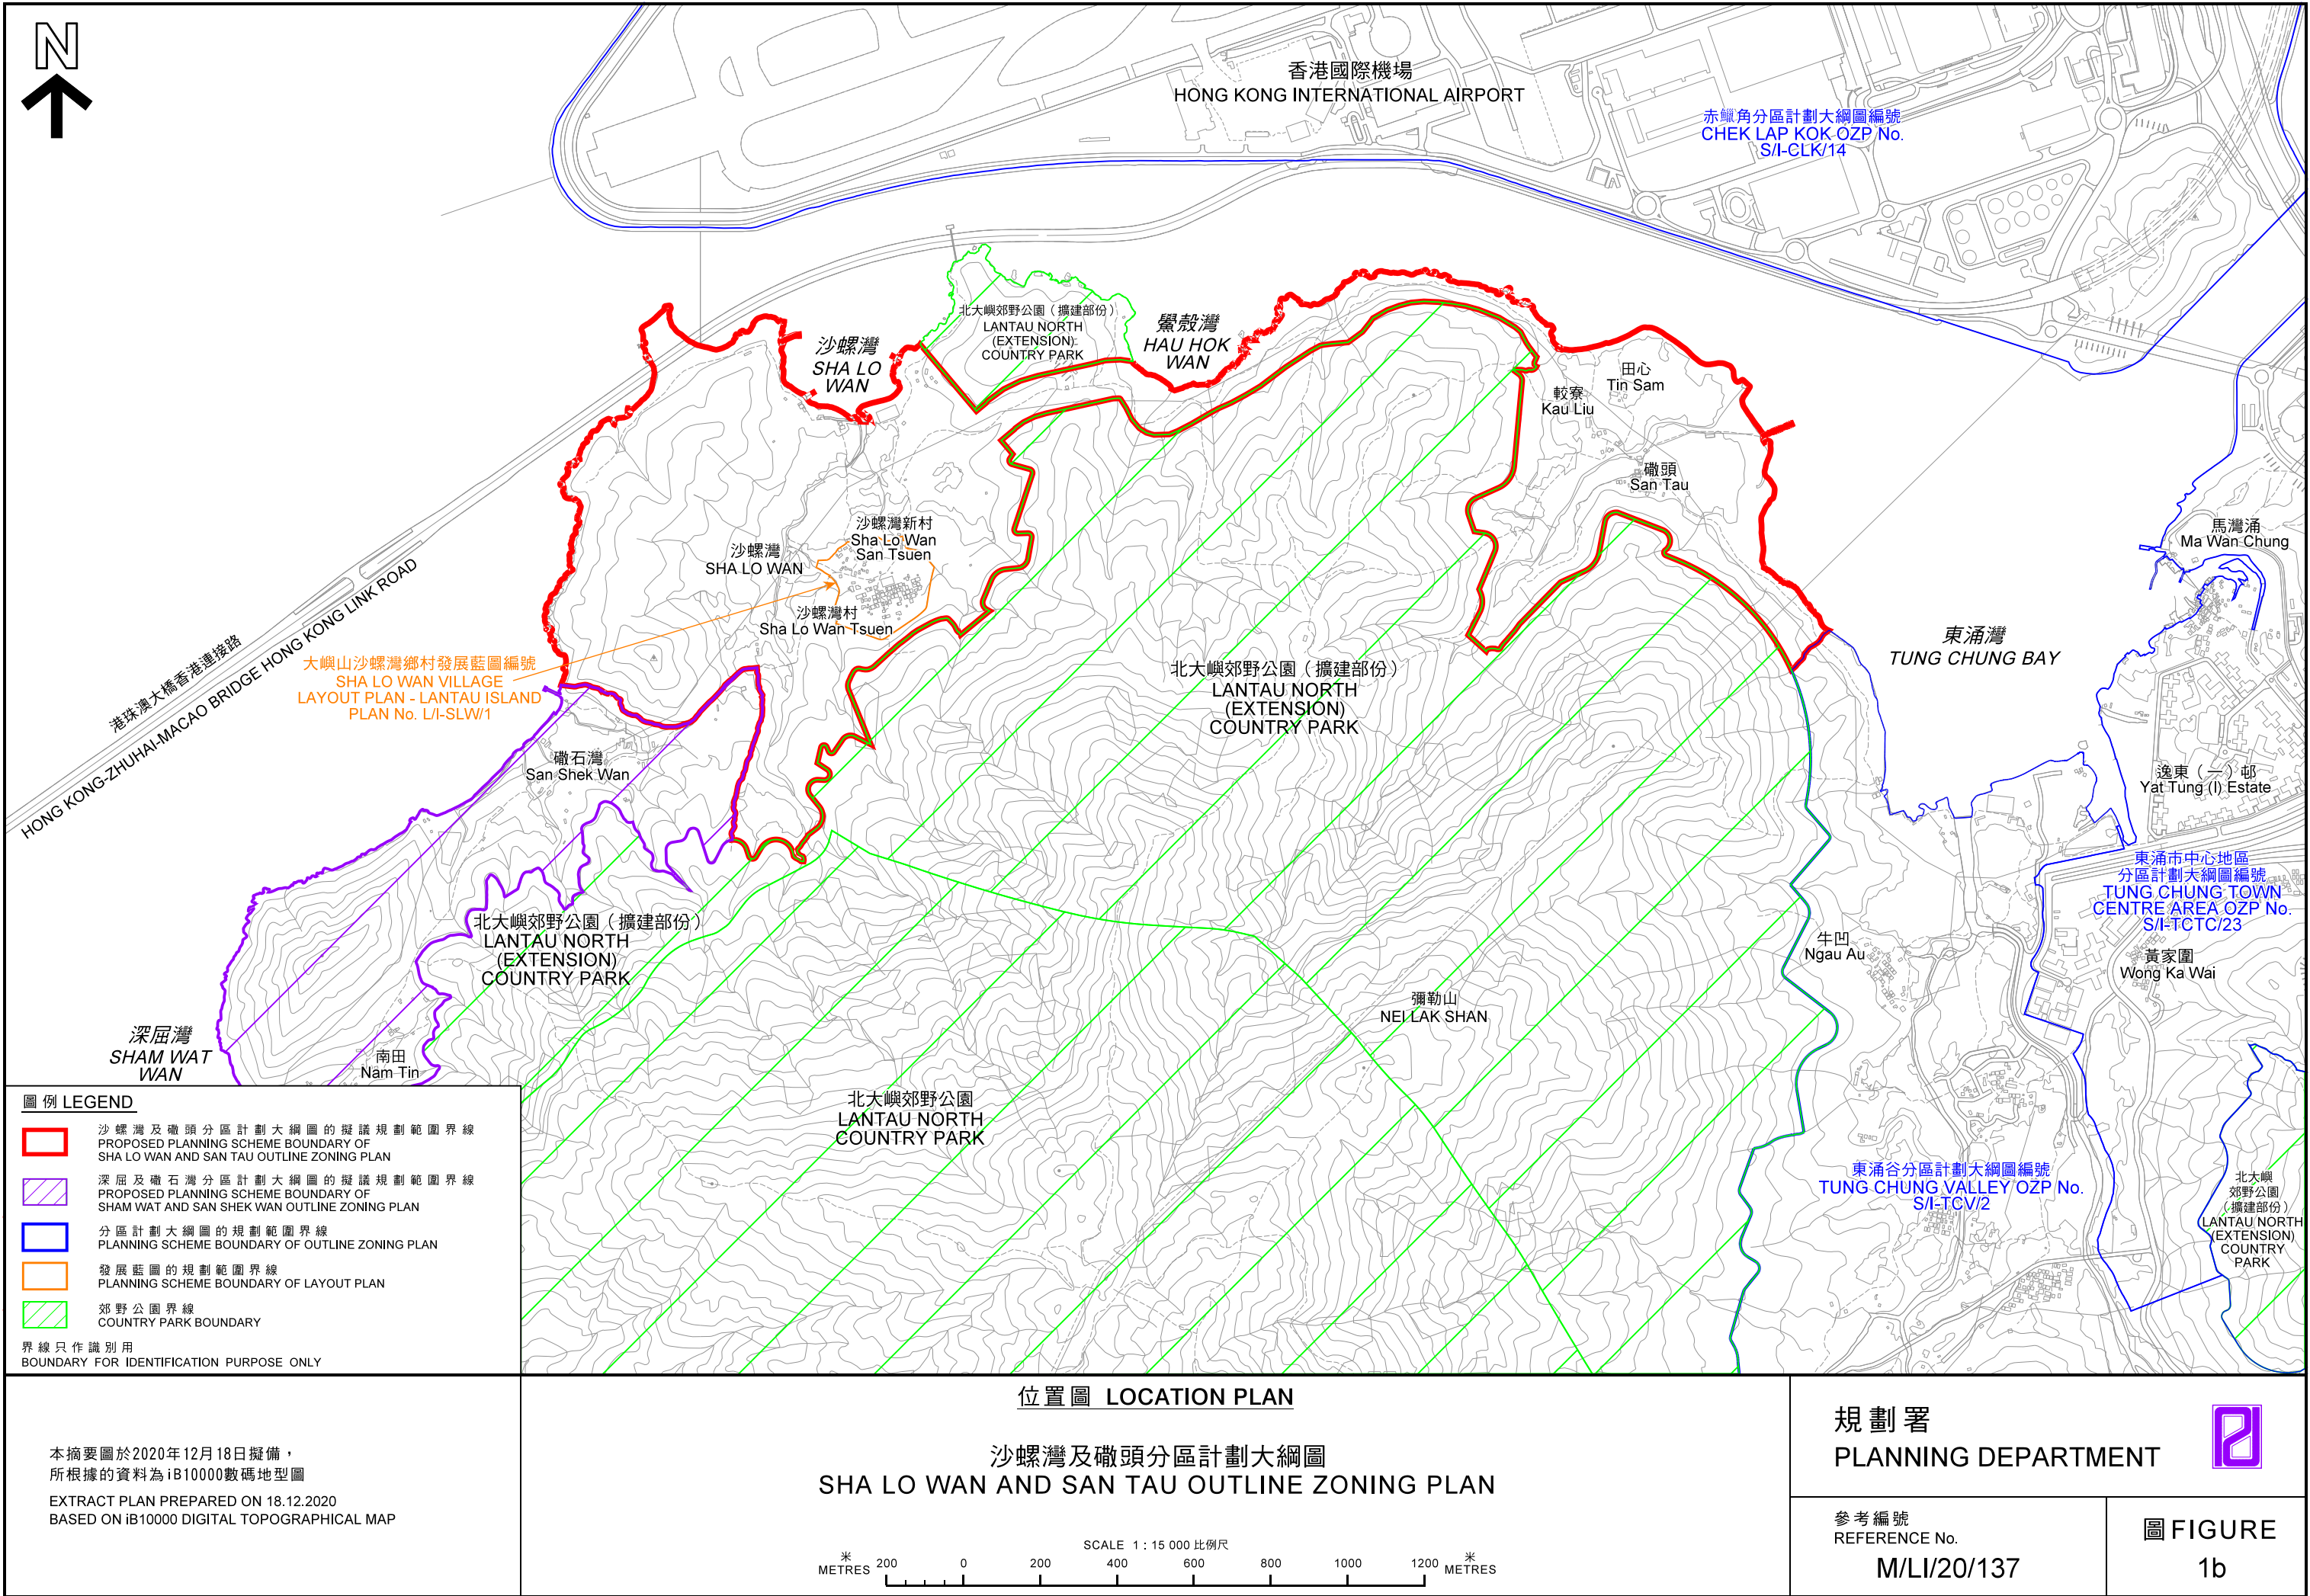 N
香港國際機場
HONG KONG INTERNATIONAL AIRPORT
赤鱲角分區計劃大綱圖編號
CHEK LAP KOK OZP No.
S/I-CLK/14
北大嶼郊野公園（擴建部份）
LANTAU NORTH
(EXTENSION)
COUNTRY PARK
沙螺灣
SHA LO
WAN
鱟殼灣
HAU HOK
WAN
田心
Tin Sam
較寮
Kau Liu
䃟頭
San Tau
馬灣涌
Ma Wan Chung
沙螺灣新村
Sha Lo Wan
San Tsuen
沙螺灣
SHA LO WAN
沙螺灣村
Sha Lo Wan Tsuen
東涌灣
TUNG CHUNG BAY
港珠澳大橋香港連接路
HONG KONG-ZHUHAI-MACAO BRIDGE HONG KONG LINK ROAD
大嶼山沙螺灣鄉村發展藍圖編號
SHA LO WAN VILLAGE
LAYOUT PLAN - LANTAU ISLAND
PLAN No. L/I-SLW/1
北大嶼郊野公園（擴建部份）
LANTAU NORTH
(EXTENSION)
COUNTRY PARK
䃟石灣
San Shek Wan
逸東（一）邨
Yat Tung (I) Estate
東涌市中心地區
分區計劃大綱圖編號
TUNG CHUNG TOWN
CENTRE AREA OZP No.
S/I-TCTC/23
北大嶼郊野公園（擴建部份）
LANTAU NORTH
(EXTENSION)
COUNTRY PARK
牛凹
Ngau Au
黃家圍
Wong Ka Wai
彌勒山
NEI LAK SHAN
深屈灣
SHAM WAT
WAN
南田
Nam Tin
北大嶼郊野公園
LANTAU NORTH
COUNTRY PARK
東涌谷分區計劃大綱圖編號
TUNG CHUNG VALLEY OZP No.
S/I-TCV/2
北大嶼
郊野公園
（擴建部份）
LANTAU NORTH
(EXTENSION)
COUNTRY
PARK
圖例 LEGEND
沙螺灣及䃟頭分區計劃大綱圖的擬議規劃範圍界線
PROPOSED PLANNING SCHEME BOUNDARY OF
SHA LO WAN AND SAN TAU OUTLINE ZONING PLAN
深屈及䃟石灣分區計劃大綱圖的擬議規劃範圍界線
PROPOSED PLANNING SCHEME BOUNDARY OF
SHAM WAT AND SAN SHEK WAN OUTLINE ZONING PLAN
分區計劃大綱圖的規劃範圍界線
PLANNING SCHEME BOUNDARY OF OUTLINE ZONING PLAN
發展藍圖的規劃範圍界線
PLANNING SCHEME BOUNDARY OF LAYOUT PLAN
郊野公園界線
COUNTRY PARK BOUNDARY
界線只作識別用
BOUNDARY FOR IDENTIFICATION PURPOSE ONLY
本摘要圖於2020年12月18日擬備，
所根據的資料為iB10000數碼地型圖
EXTRACT PLAN PREPARED ON 18.12.2020
BASED ON iB10000 DIGITAL TOPOGRAPHICAL MAP
位置圖 LOCATION PLAN
沙螺灣及䃟頭分區計劃大綱圖
SHA LO WAN AND SAN TAU OUTLINE ZONING PLAN
SCALE 1 : 15 000 比例尺
米
METRES 200 0 200 400 600 800 1000 1200 米
METRES
規劃署
PLANNING DEPARTMENT
參考編號
REFERENCE No.
M/LI/20/137
圖 FIGURE
1b